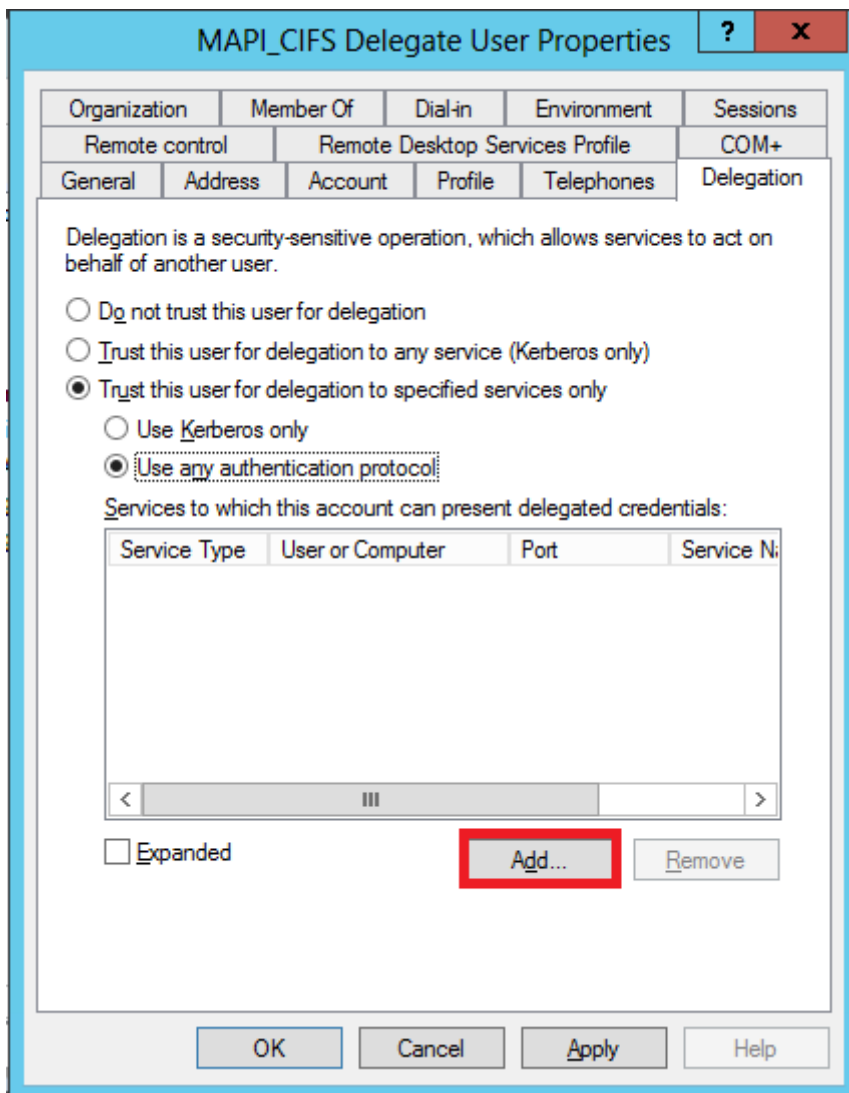 MAPI_CIFS Delegate User Properties ? x
Organization Member Of Dial-in Environment Sessions
Remote control Remote Desktop Services Profile COM+
General Address Account Profile Telephones Delegation
Delegation is a security-sensitive operation, which allows services to act on
behalf of another user.
Do not trust this user for delegation
Trust this user for delegation to any service (Kerberos only)
Trust this user for delegation to specified services only
Use Kerberos only
Use any authentication protocol
Services to which this account can present delegated credentials:
Service Type User or Computer Port Service
Expanded Add... Remove
OK Cancel Apply Help